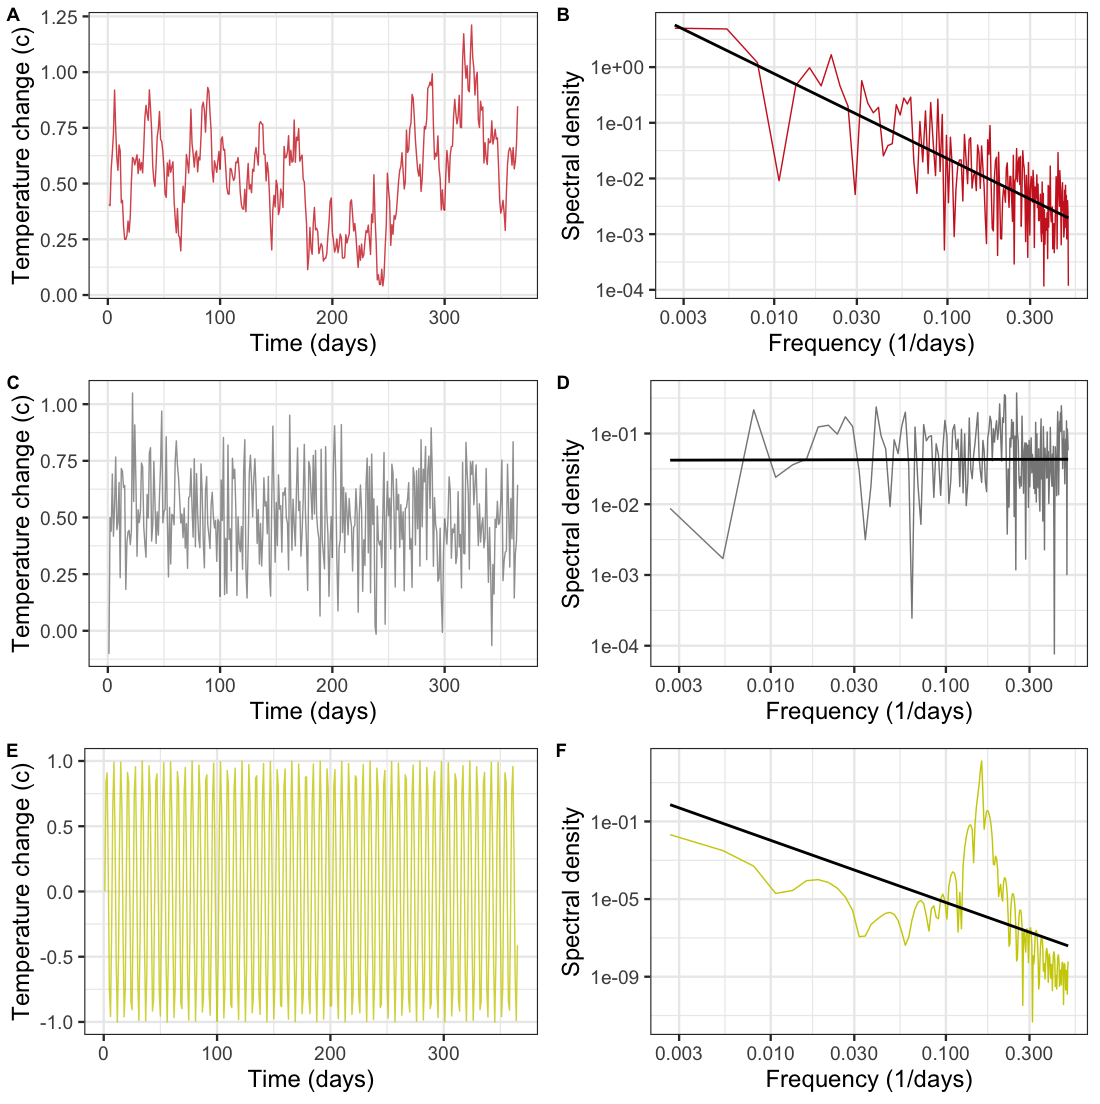 A
Temperature change (c)
1.25
1.00
0.75
0.50
0.25
0.00
0 100 200 300
Time (days)
B
Spectral density
1e+00
1e-01
1e-02
1e-03
1e-04
0.003 0.010 0.030 0.100 0.300
Frequency (1/days)
C
Temperature change (c)
1.00
0.75
0.50
0.25
0.00
0 100 200 300
Time (days)
D
Spectral density
1e-01
1e-02
1e-03
1e-04
0.003 0.010 0.030 0.100 0.300
Frequency (1/days)
E
Temperature change (c)
1.0
0.5
0.0
-0.5
-1.0
0 100 200 300
Time (days)
F
Spectral density
1e-01
1e-05
1e-09
0.003 0.010 0.030 0.100 0.300
Frequency (1/days)